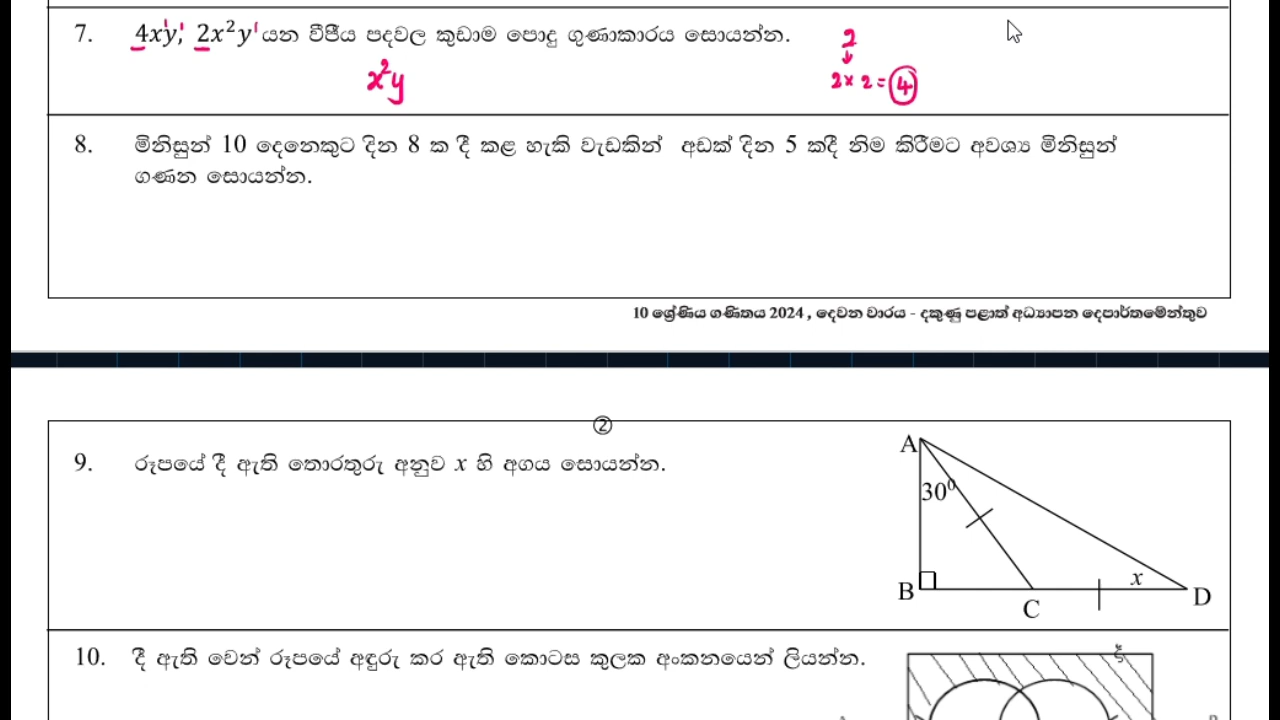 7. 4xy, 2x²y යන වීජීය පදවල කුඩාම පොදු ගුණාකාරය සොයන්න.
x²y
2
↓
2 × 2 = 4
8. මිනිසුන් 10 දෙනෙකුට දින 8 ක දී කළ හැකි වැඩකින් අඩක් දින 5 කදී නිම කිරීමට අවශ්‍ය මිනිසුන්
ගණන සොයන්න.
10 ශ්‍රේණිය ගණිතය 2024 , දෙවන වාරය - දකුණු පළාත් අධ්‍යාපන දෙපාර්තමේන්තුව
②
9. රූපයේ දී ඇති තොරතුරු අනුව x හි අගය සොයන්න.
A
30⁰
B
C
x
D
10. දී ඇති වෙන් රූපයේ අඳුරු කර ඇති කොටස කුලක අංකනයෙන් ලියන්න.
ξ